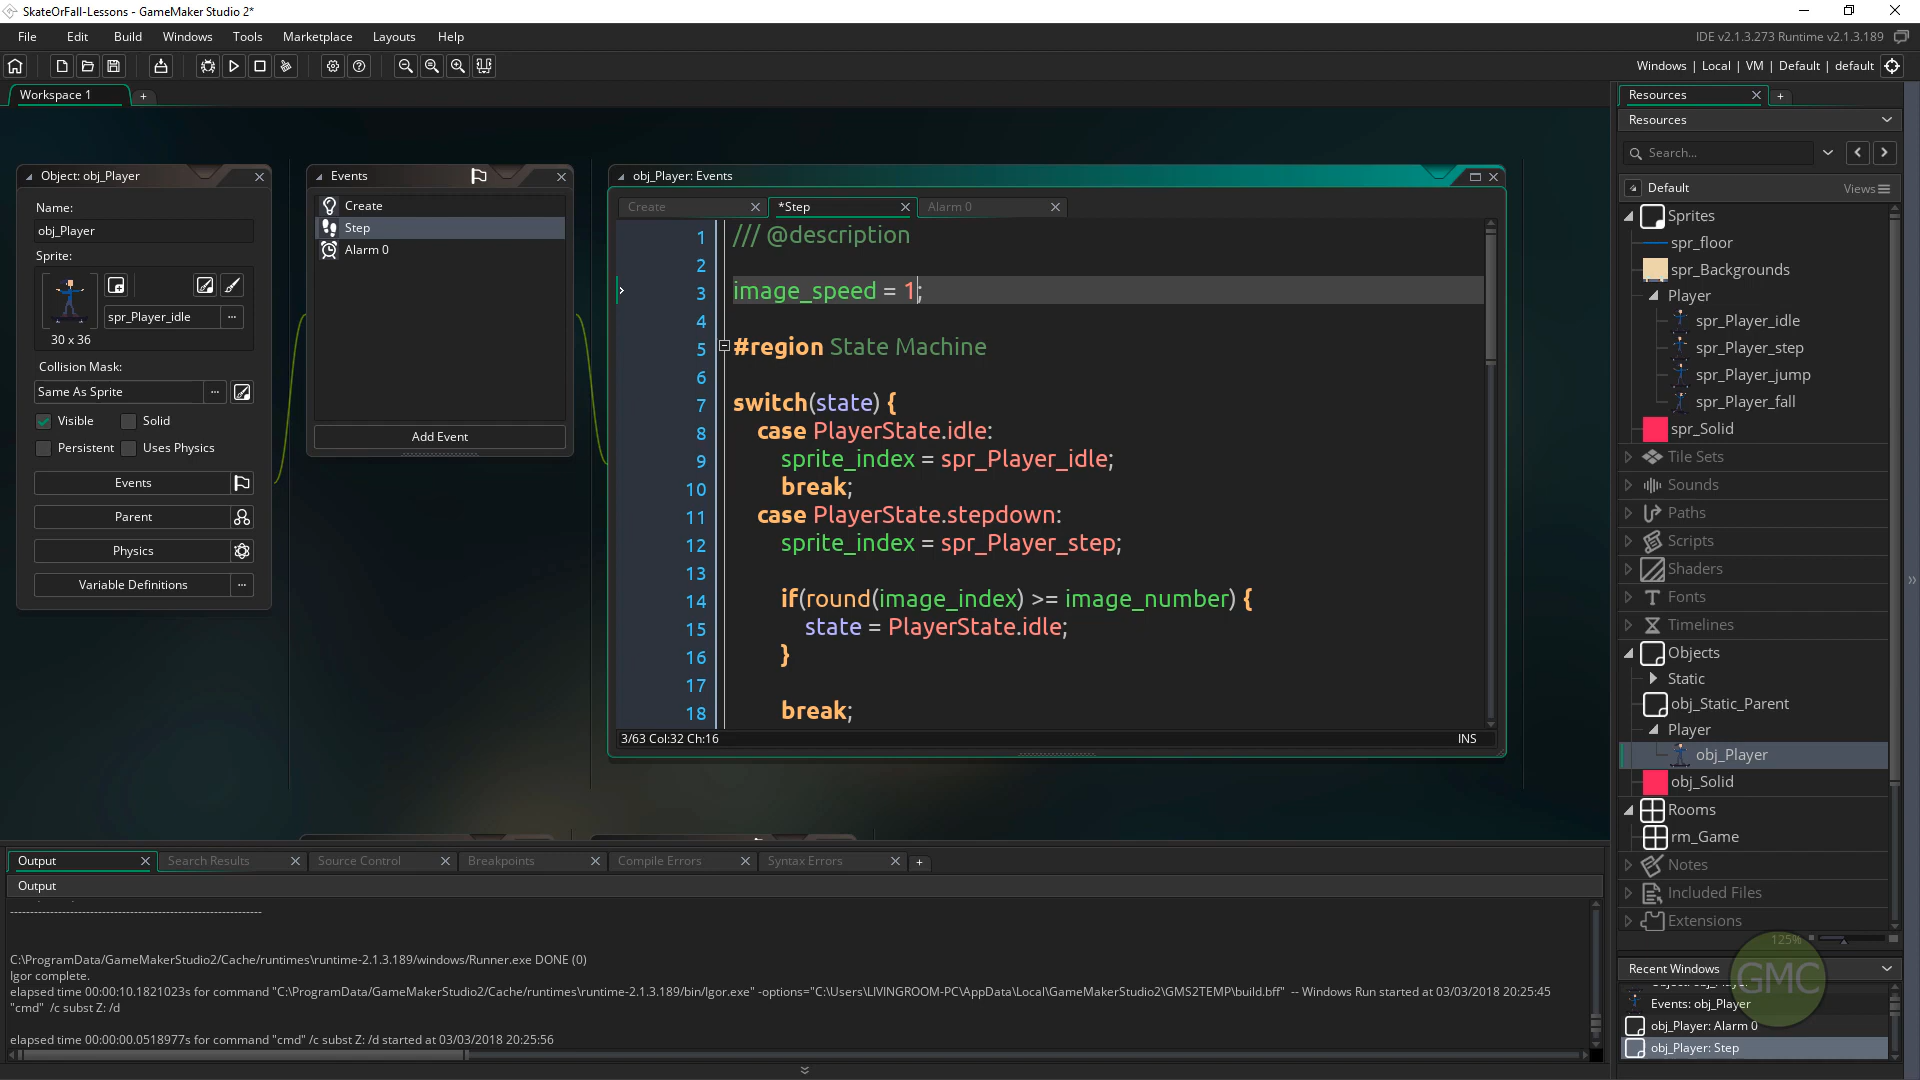 SkateOrFall-Lessons - GameMaker Studio 2*
File Edit Build Windows Tools Marketplace Layouts Help
IDE v2.1.3.273 Runtime v2.1.3.189
Windows | Local | VM | Default | default
Workspace 1
Resources
Resources
Search...
Default Views
Sprites
spr_floor
spr_Backgrounds
Player
spr_Player_idle
spr_Player_step
spr_Player_jump
spr_Player_fall
spr_Solid
Tile Sets
Sounds
Paths
Scripts
Shaders
Fonts
Timelines
Objects
Static
obj_Static_Parent
Player
obj_Player
obj_Solid
Rooms
rm_Game
Notes
Included Files
Extensions
125%
Recent Windows
GMC
Events: obj_Player
obj_Player: Alarm 0
obj_Player: Step
Object: obj_Player
Name:
obj_Player
Sprite:
spr_Player_idle
30 x 36
Collision Mask:
Same As Sprite
Visible Solid
Persistent Uses Physics
Events
Parent
Physics
Variable Definitions
Events
Create
Step
Alarm 0
Add Event
obj_Player: Events
Create *Step Alarm 0
1 /// @description
2
3 image_speed = 1;
4
5 #region State Machine
6
7 switch(state) {
8 case PlayerState.idle:
9 sprite_index = spr_Player_idle;
10 break;
11 case PlayerState.stepdown:
12 sprite_index = spr_Player_step;
13
14 if(round(image_index) >= image_number) {
15 state = PlayerState.idle;
16 }
17
18 break;
3/63 Col:32 Ch:16 INS
Output Search Results Source Control Breakpoints Compile Errors Syntax Errors
Output
C:\ProgramData/GameMakerStudio2/Cache/runtimes\runtime-2.1.3.189/windows/Runner.exe DONE (0)
Igor complete.
elapsed time 00:00:10.1821023s for command "C:\ProgramData/GameMakerStudio2/Cache/runtimes\runtime-2.1.3.189/bin/Igor.exe" -options="C:\Users\LIVINGROOM-PC\AppData\Local\GameMakerStudio2\GMS2TEMP\build.bff" -- Windows Run started at 03/03/2018 20:25:45
"cmd" /c subst Z: /d
elapsed time 00:00:00.0518977s for command "cmd" /c subst Z: /d started at 03/03/2018 20:25:56